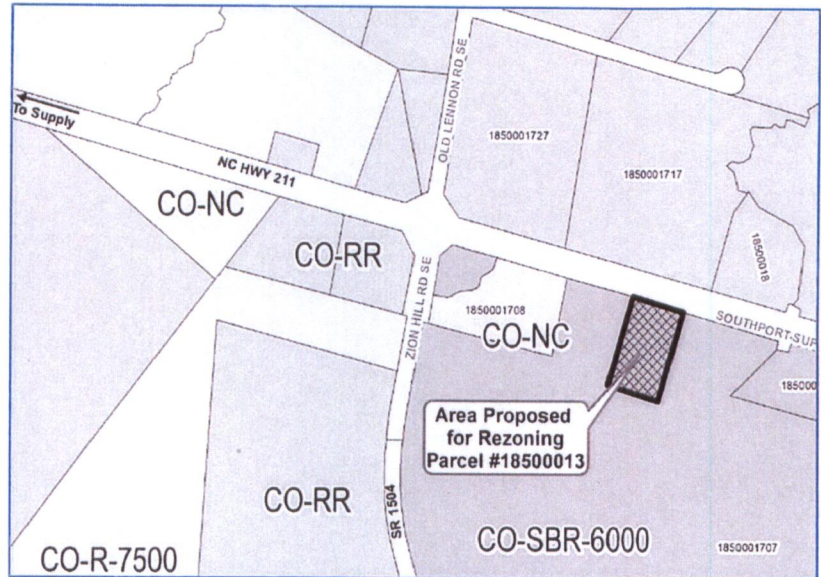 OLD LENNON RD SE
To Supply
1850001727
NC HWY 211
1850001717
CO-NC
CO-RR
18500018
ZION HILL RD SE
1850001708
CO-NC
SOUTHPORT-SUP
18500
Area Proposed
for Rezoning
Parcel #18500013
CO-RR
SR 1504
CO-SBR-6000
CO-R-7500
1850001707